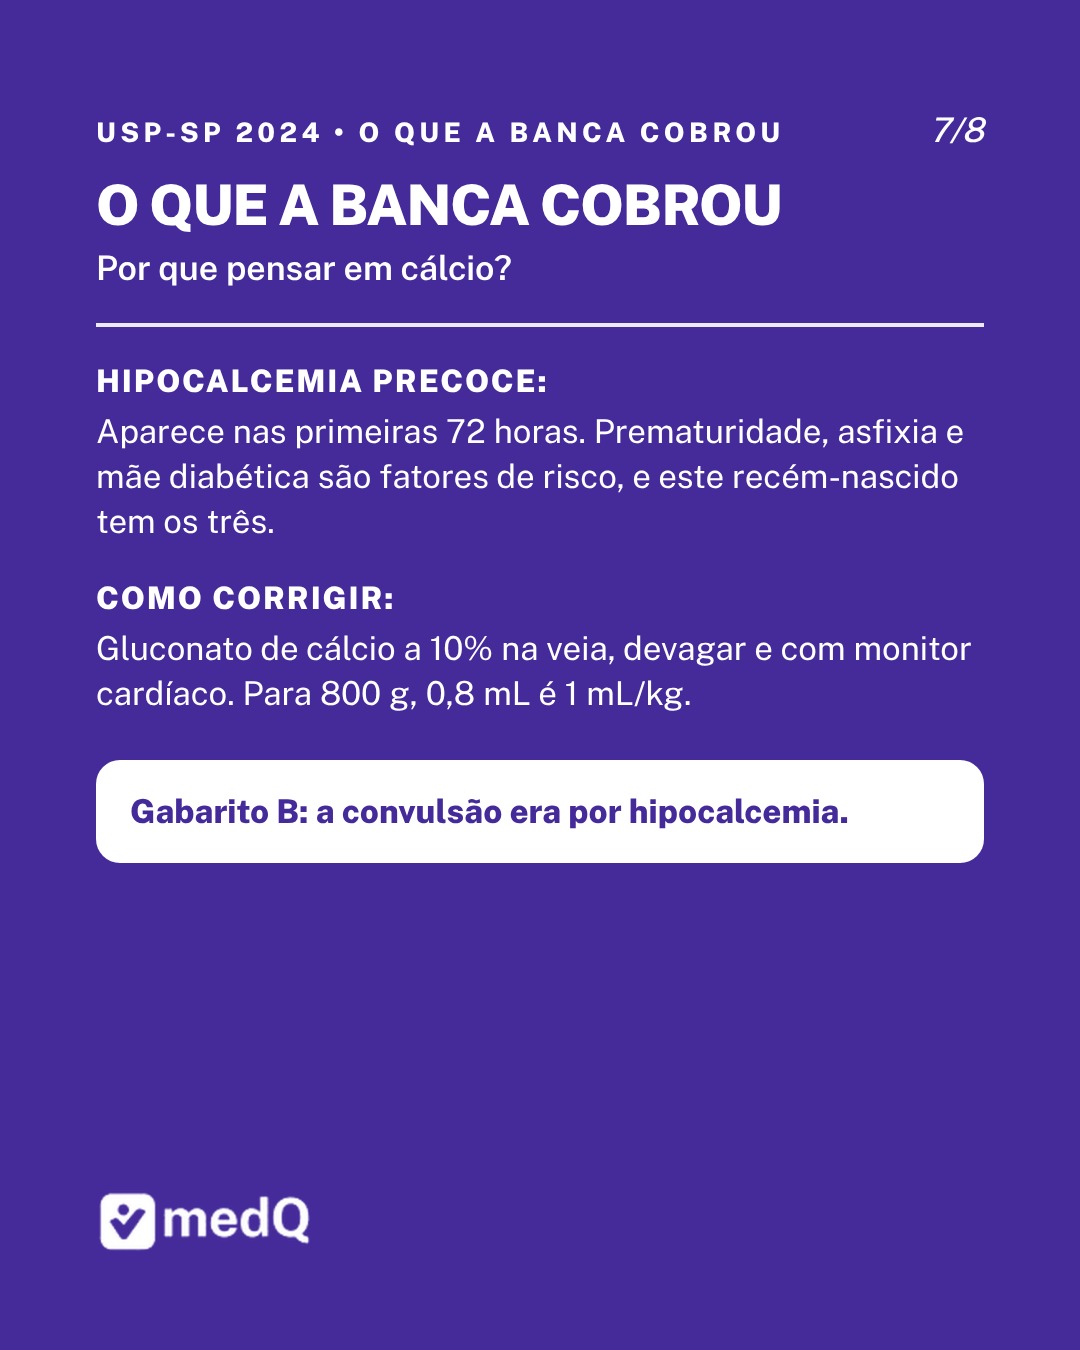 USP-SP 2024 • O QUE A BANCA COBROU
7/8
O QUE A BANCA COBROU
Por que pensar em cálcio?
HIPOCALCEMIA PRECOCE:
Aparece nas primeiras 72 horas. Prematuridade, asfixia e
mãe diabética são fatores de risco, e este recém-nascido
tem os três.
COMO CORRIGIR:
Gluconato de cálcio a 10% na veia, devagar e com monitor
cardíaco. Para 800 g, 0,8 mL é 1 mL/kg.
Gabarito B: a convulsão era por hipocalcemia.
medQ